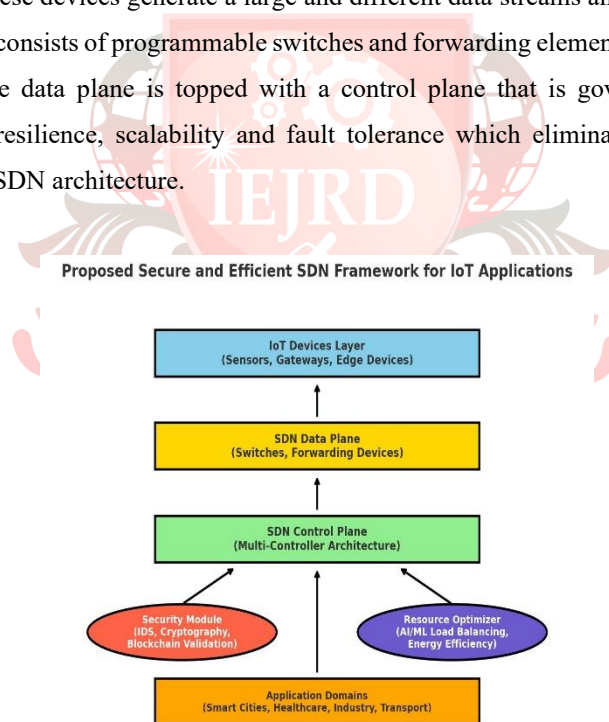 these devices generate a large and different data streams an
consists of programmable switches and forwarding elemen
e data plane is topped with a control plane that is gov
resilience, scalability and fault tolerance which elimina
SDN architecture.
IEJRD
Proposed Secure and Efficient SDN Framework for IoT Applications
IoT Devices Layer
(Sensors, Gateways, Edge Devices)
SDN Data Plane
(Switches, Forwarding Devices)
SDN Control Plane
(Multi-Controller Architecture)
Security Module
(IDS, Cryptography,
Blockchain Validation)
Resource Optimizer
(AI/ML Load Balancing,
Energy Efficiency)
Application Domains
(Smart Cities, Healthcare, Industry, Transport)